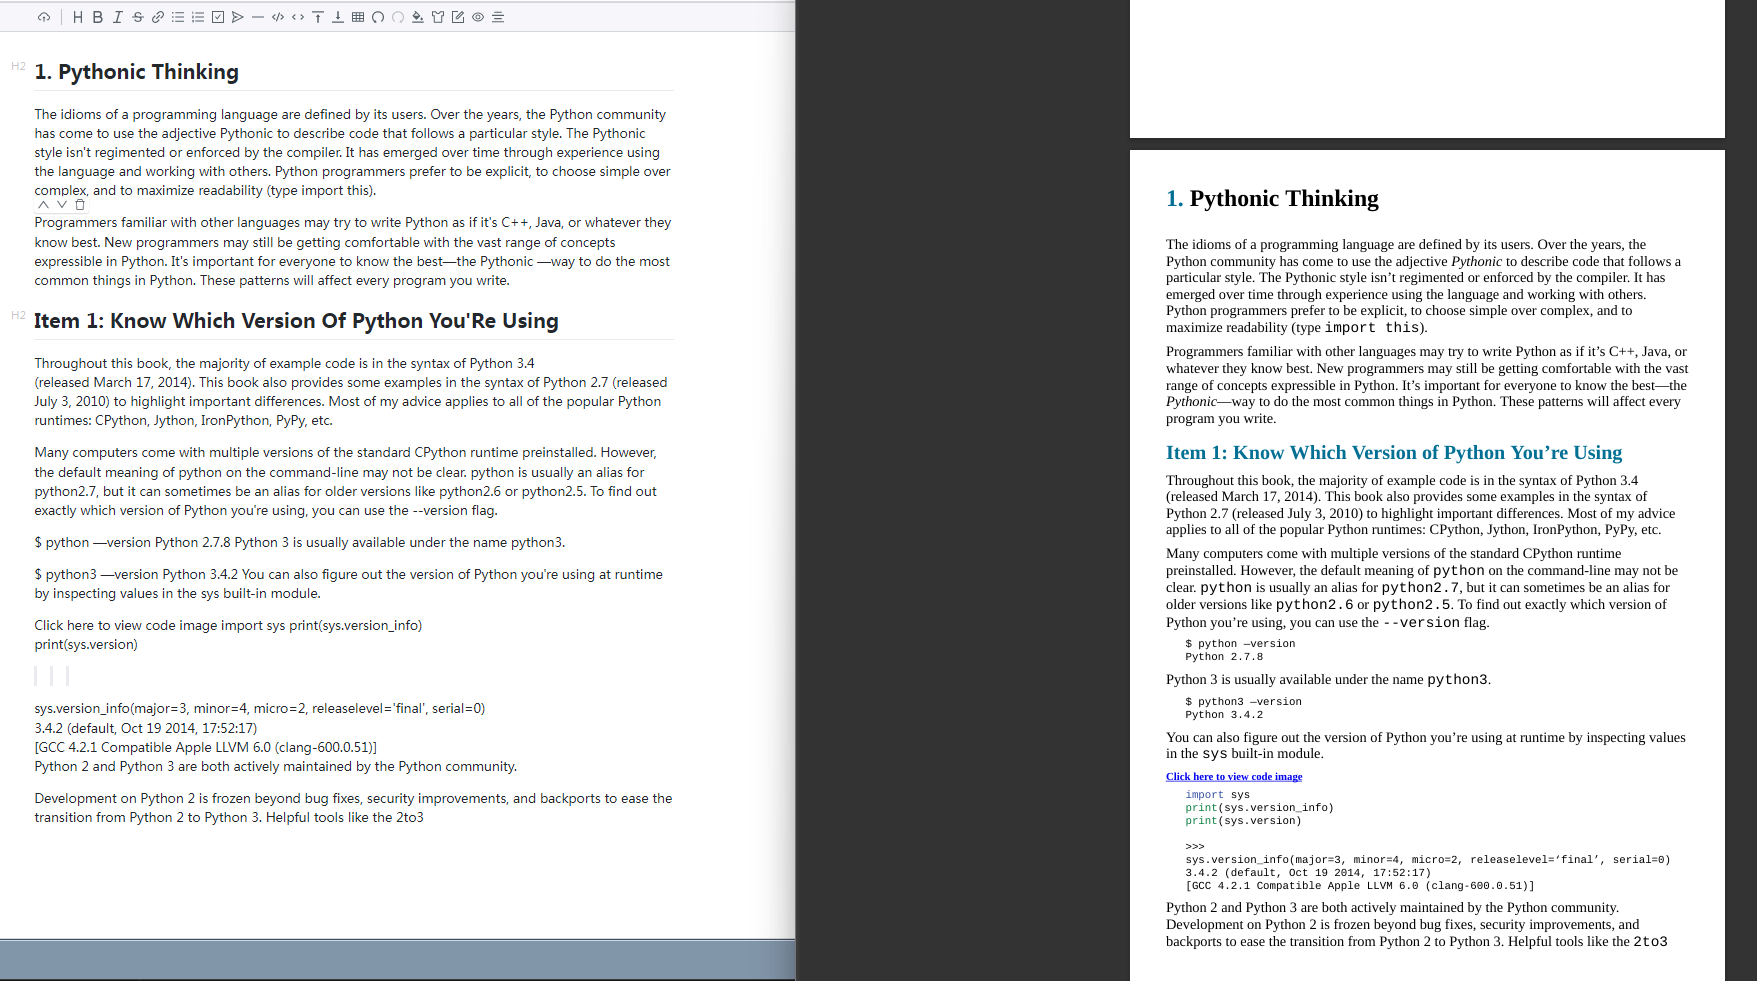 H B I S
H2
1. Pythonic Thinking
The idioms of a programming language are defined by its users. Over the years, the Python community
has come to use the adjective Pythonic to describe code that follows a particular style. The Pythonic
style isn't regimented or enforced by the compiler. It has emerged over time through experience using
the language and working with others. Python programmers prefer to be explicit, to choose simple over
complex, and to maximize readability (type import this).
Programmers familiar with other languages may try to write Python as if it's C++, Java, or whatever they
know best. New programmers may still be getting comfortable with the vast range of concepts
expressible in Python. It's important for everyone to know the best—the Pythonic —way to do the most
common things in Python. These patterns will affect every program you write.
H2
Item 1: Know Which Version Of Python You'Re Using
Throughout this book, the majority of example code is in the syntax of Python 3.4
(released March 17, 2014). This book also provides some examples in the syntax of Python 2.7 (released
July 3, 2010) to highlight important differences. Most of my advice applies to all of the popular Python
runtimes: CPython, Jython, IronPython, PyPy, etc.
Many computers come with multiple versions of the standard CPython runtime preinstalled. However,
the default meaning of python on the command-line may not be clear. python is usually an alias for
python2.7, but it can sometimes be an alias for older versions like python2.6 or python2.5. To find out
exactly which version of Python you're using, you can use the --version flag.
$ python —version Python 2.7.8 Python 3 is usually available under the name python3.
$ python3 —version Python 3.4.2 You can also figure out the version of Python you're using at runtime
by inspecting values in the sys built-in module.
Click here to view code image import sys print(sys.version_info)
print(sys.version)
sys.version_info(major=3, minor=4, micro=2, releaselevel='final', serial=0)
3.4.2 (default, Oct 19 2014, 17:52:17)
[GCC 4.2.1 Compatible Apple LLVM 6.0 (clang-600.0.51)]
Python 2 and Python 3 are both actively maintained by the Python community.
Development on Python 2 is frozen beyond bug fixes, security improvements, and backports to ease the
transition from Python 2 to Python 3. Helpful tools like the 2to3
1. Pythonic Thinking
The idioms of a programming language are defined by its users. Over the years, the
Python community has come to use the adjective Pythonic to describe code that follows a
particular style. The Pythonic style isn’t regimented or enforced by the compiler. It has
emerged over time through experience using the language and working with others.
Python programmers prefer to be explicit, to choose simple over complex, and to
maximize readability (type import this).
Programmers familiar with other languages may try to write Python as if it’s C++, Java, or
whatever they know best. New programmers may still be getting comfortable with the vast
range of concepts expressible in Python. It’s important for everyone to know the best—the
Pythonic—way to do the most common things in Python. These patterns will affect every
program you write.
Item 1: Know Which Version of Python You’re Using
Throughout this book, the majority of example code is in the syntax of Python 3.4
(released March 17, 2014). This book also provides some examples in the syntax of
Python 2.7 (released July 3, 2010) to highlight important differences. Most of my advice
applies to all of the popular Python runtimes: CPython, Jython, IronPython, PyPy, etc.
Many computers come with multiple versions of the standard CPython runtime
preinstalled. However, the default meaning of python on the command-line may not be
clear. python is usually an alias for python2.7, but it can sometimes be an alias for
older versions like python2.6 or python2.5. To find out exactly which version of
Python you’re using, you can use the --version flag.
$ python —version
Python 2.7.8
Python 3 is usually available under the name python3.
$ python3 —version
Python 3.4.2
You can also figure out the version of Python you’re using at runtime by inspecting values
in the sys built-in module.
Click here to view code image
import sys
print(sys.version_info)
print(sys.version)
>>>
sys.version_info(major=3, minor=4, micro=2, releaselevel=‘final’, serial=0)
3.4.2 (default, Oct 19 2014, 17:52:17)
[GCC 4.2.1 Compatible Apple LLVM 6.0 (clang-600.0.51)]
Python 2 and Python 3 are both actively maintained by the Python community.
Development on Python 2 is frozen beyond bug fixes, security improvements, and
backports to ease the transition from Python 2 to Python 3. Helpful tools like the 2to3